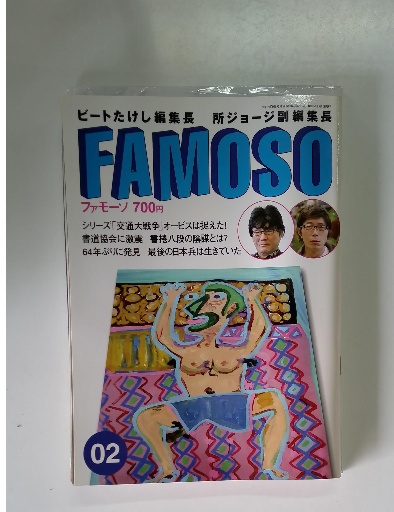 ビートたけし編集長 所ジョージ副編集長
FAMOSO
ファモーソ 700円
シリーズ「交通大戦争」オービスは捉えた!
書道協会に激震 書捲八段の陰謀とは?
64年ぶりに発見 最後の日本兵は生きていた
02